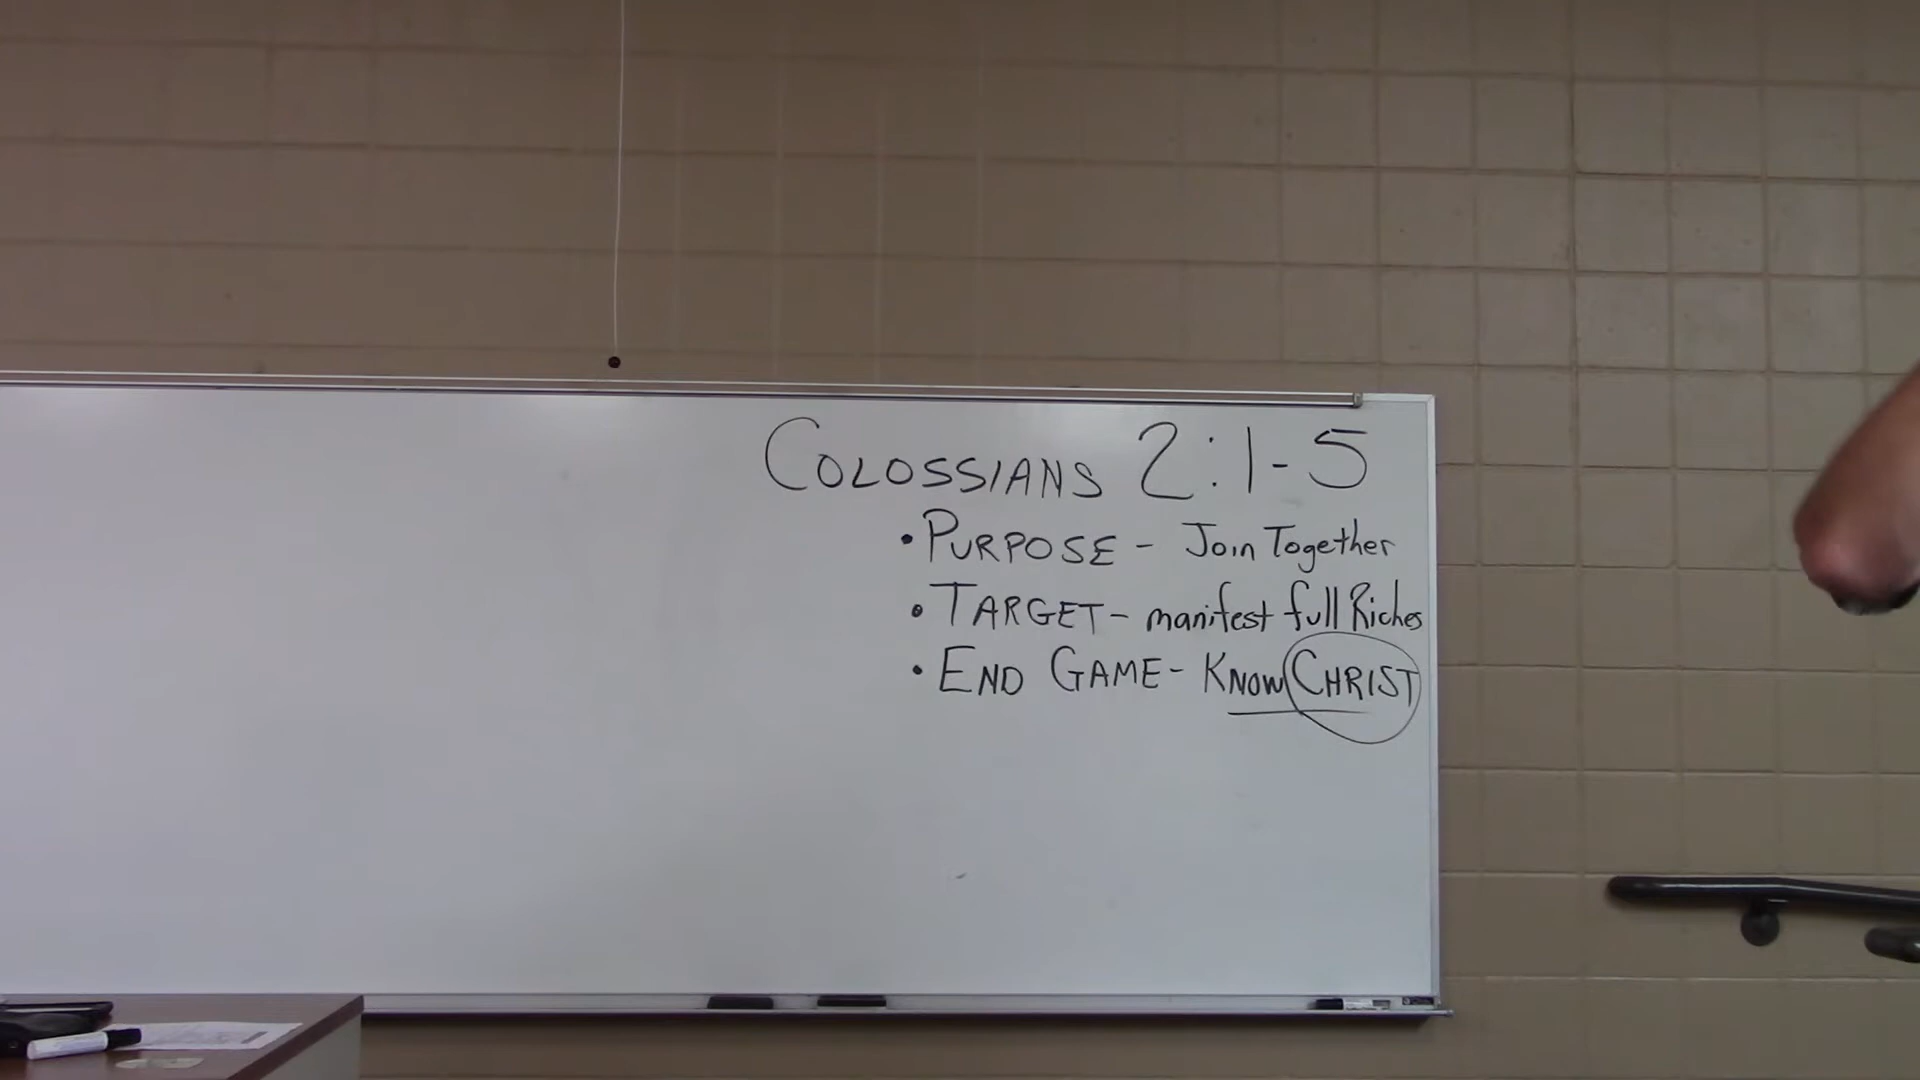 COLOSSIANS 2:1-5
• PURPOSE - Join Together
• TARGET - manifest full Riches
• END GAME - KNOW CHRIST